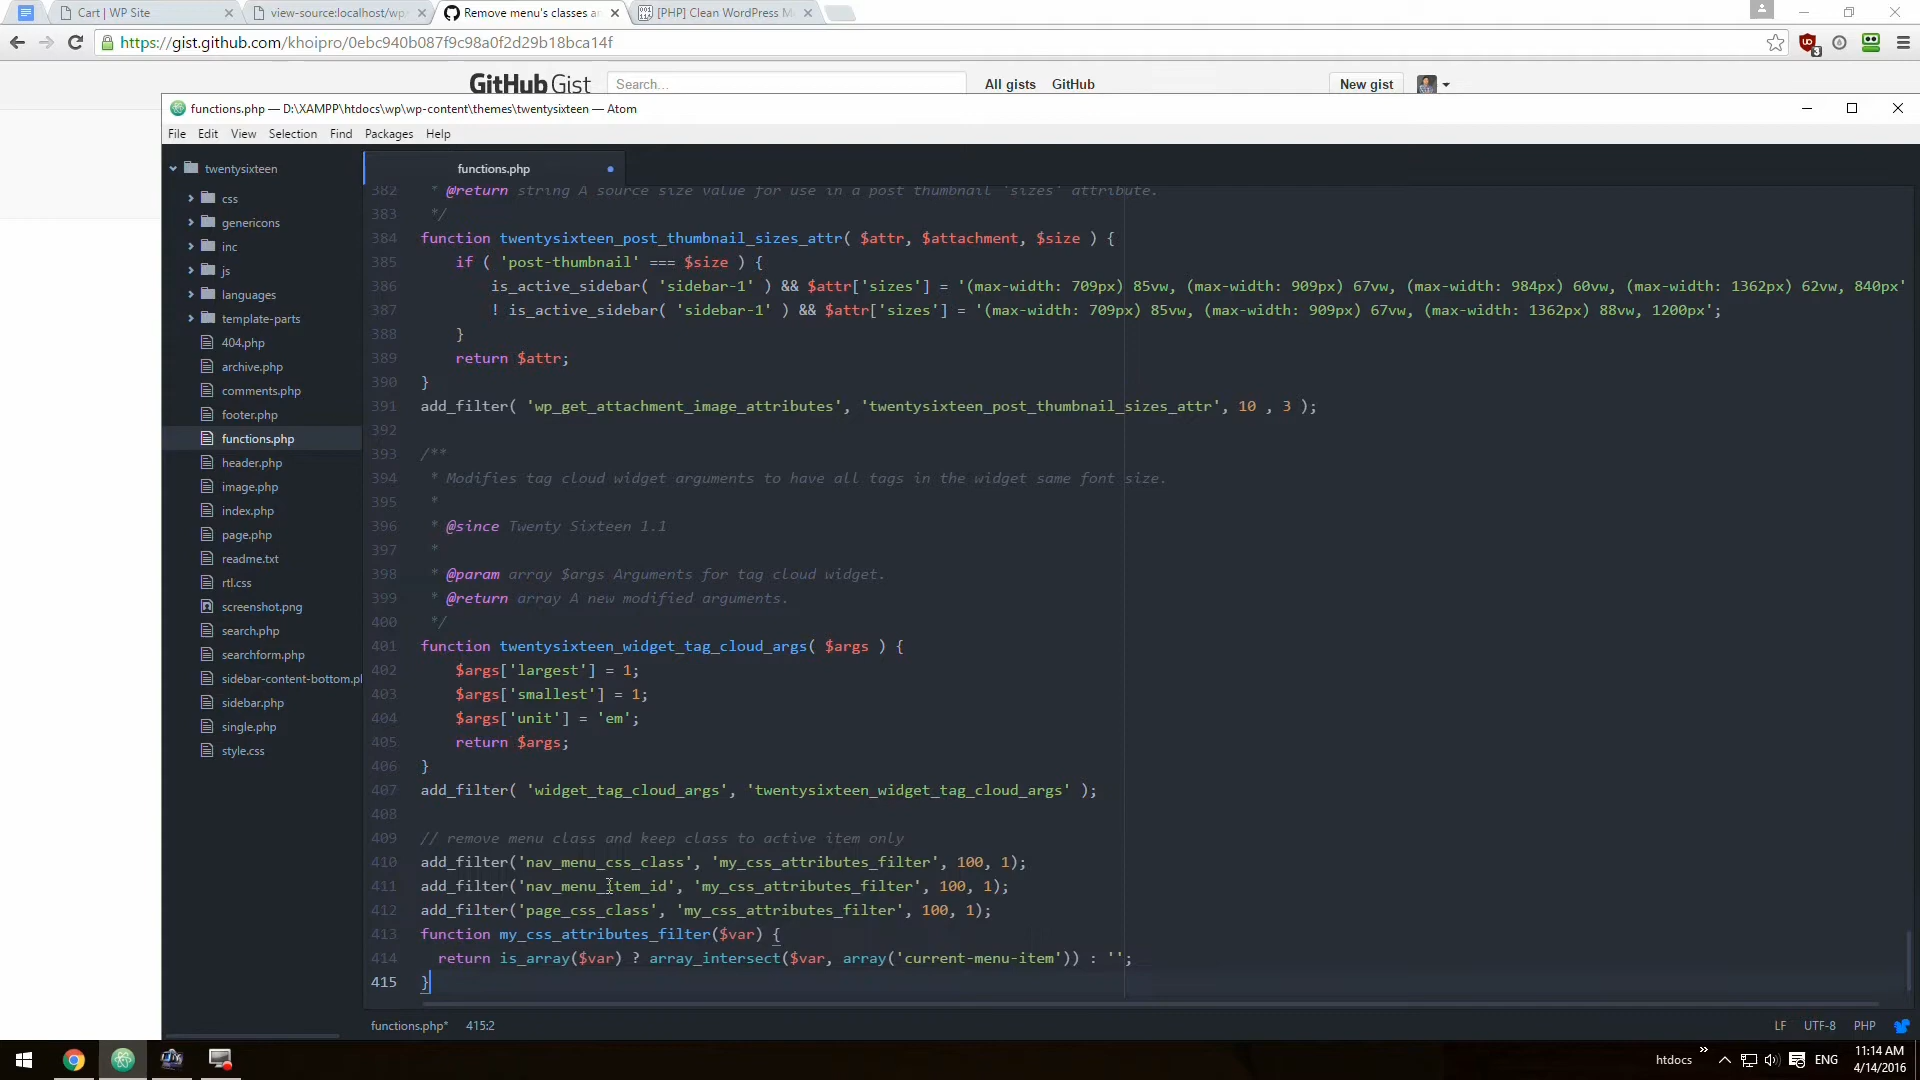 Cart | WP Site
view-source:localhost/wp/
Remove menu's classes an
[PHP] Clean WordPress Me
https://gist.github.com/khoipro/0ebc940b087f9c98a0f2d29b18bca14f
3
GitHub Gist
Search...
All gists
GitHub
New gist
functions.php — D:\XAMPP\htdocs\wp\wp-content\themes\twentysixteen — Atom
File Edit View Selection Find Packages Help
twentysixteen
css
genericons
inc
js
languages
template-parts
404.php
archive.php
comments.php
footer.php
functions.php
header.php
image.php
index.php
page.php
readme.txt
rtl.css
screenshot.png
search.php
searchform.php
sidebar-content-bottom.pl
sidebar.php
single.php
style.css
functions.php
382 * @return string A source size value for use in a post thumbnail 'sizes' attribute.
383 */
384 function twentysixteen_post_thumbnail_sizes_attr( $attr, $attachment, $size ) {
385 if ( 'post-thumbnail' === $size ) {
386 is_active_sidebar( 'sidebar-1' ) && $attr['sizes'] = '(max-width: 709px) 85vw, (max-width: 909px) 67vw, (max-width: 984px) 60vw, (max-width: 1362px) 62vw, 840px'
387 ! is_active_sidebar( 'sidebar-1' ) && $attr['sizes'] = '(max-width: 709px) 85vw, (max-width: 909px) 67vw, (max-width: 1362px) 88vw, 1200px';
388 }
389 return $attr;
390 }
391 add_filter( 'wp_get_attachment_image_attributes', 'twentysixteen_post_thumbnail_sizes_attr', 10 , 3 );
392
393 /**
394 * Modifies tag cloud widget arguments to have all tags in the widget same font size.
395 *
396 * @since Twenty Sixteen 1.1
397 *
398 * @param array $args Arguments for tag cloud widget.
399 * @return array A new modified arguments.
400 */
401 function twentysixteen_widget_tag_cloud_args( $args ) {
402 $args['largest'] = 1;
403 $args['smallest'] = 1;
404 $args['unit'] = 'em';
405 return $args;
406 }
407 add_filter( 'widget_tag_cloud_args', 'twentysixteen_widget_tag_cloud_args' );
408
409 // remove menu class and keep class to active item only
410 add_filter('nav_menu_css_class', 'my_css_attributes_filter', 100, 1);
411 add_filter('nav_menu_item_id', 'my_css_attributes_filter', 100, 1);
412 add_filter('page_css_class', 'my_css_attributes_filter', 100, 1);
413 function my_css_attributes_filter($var) {
414 return is_array($var) ? array_intersect($var, array('current-menu-item')) : '';
415 }
functions.php* 415:2
LF UTF-8 PHP
htdocs
ENG
11:14 AM
4/14/2016